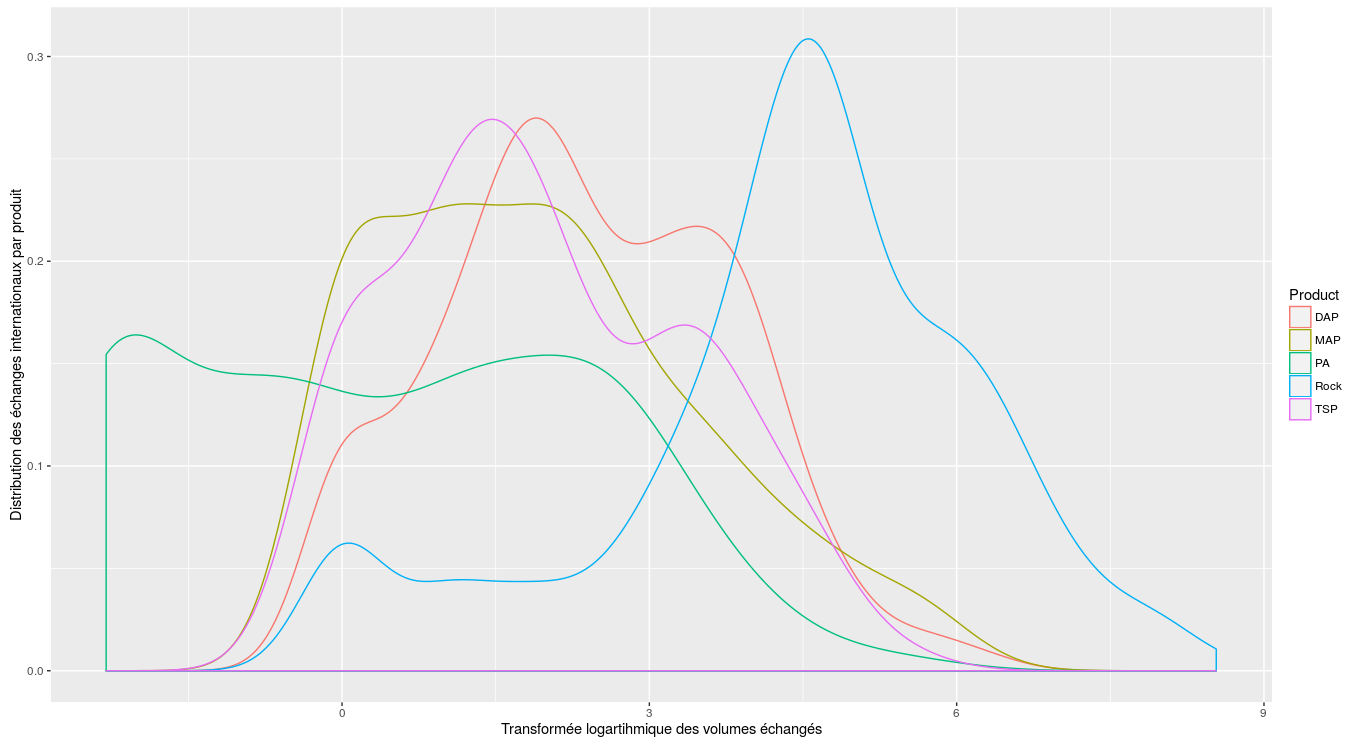 Distribution des échanges internationaux par produit
0.3
0.2
0.1
0.0
0
3
6
9
Transformée logartihmique des volumes échangés
Product
DAP
MAP
PA
Rock
TSP